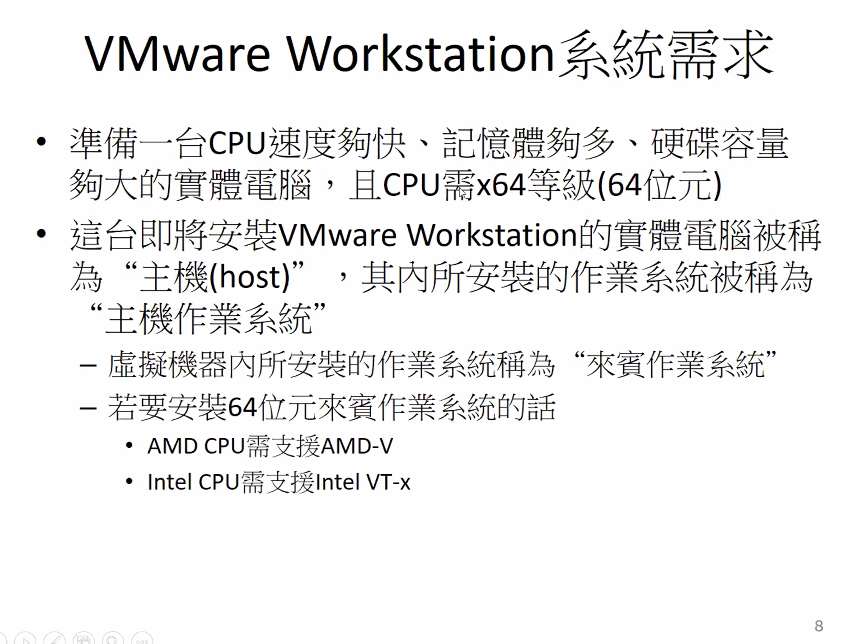 VMware Workstation系統需求
• 準備一台CPU速度夠快、記憶體夠多、硬碟容量
夠大的實體電腦，且CPU需x64等級(64位元)
• 這台即將安裝VMware Workstation的實體電腦被稱
為“主機(host)”，其內所安裝的作業系統被稱為
“主機作業系統”
– 虛擬機器內所安裝的作業系統稱為“來賓作業系統”
– 若要安裝64位元來賓作業系統的話
• AMD CPU需支援AMD-V
• Intel CPU需支援Intel VT-x
8